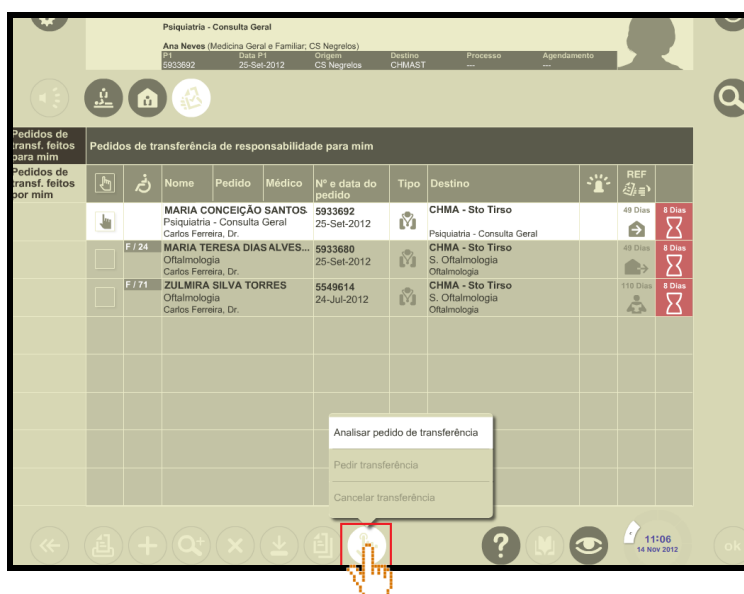 Psiquiatria - Consulta Geral
Ana Neves (Medicina Geral e Familiar; CS Negrelos)
P1 Data P1 Origem Destino Processo Agendamento
5933692 25-Set-2012 CS Negrelos CHMAST --- ---
Pedidos de transf. feitos para mim
Pedidos de transferência de responsabilidade para mim
Pedidos de transf. feitos por mim
Nome Pedido Médico Nº e data do pedido Tipo Destino REF
MARIA CONCEIÇÃO SANTOS 5933692 CHMA - Sto Tirso 49 Dias 8 Dias
Psiquiatria - Consulta Geral 25-Set-2012
Carlos Ferreira, Dr. Psiquiatria - Consulta Geral
F / 24 MARIA TERESA DIAS ALVES... 5933680 CHMA - Sto Tirso 49 Dias 8 Dias
Oftalmologia 25-Set-2012 S. Oftalmologia
Carlos Ferreira, Dr. Oftalmologia
F / 71 ZULMIRA SILVA TORRES 5549614 CHMA - Sto Tirso 110 Dias 8 Dias
Oftalmologia 24-Jul-2012 S. Oftalmologia
Carlos Ferreira, Dr. Oftalmologia
Analisar pedido de transferência
Pedir transferência
Cancelar transferência
?
11:06
14 Nov 2012
ok